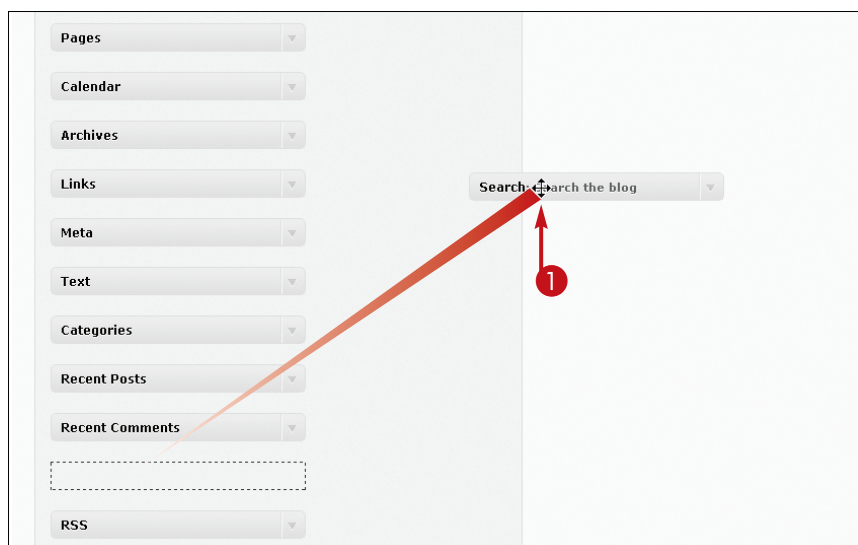 Pages
Calendar
Archives
Links
Search: arch the blog
Meta
Text
1
Categories
Recent Posts
Recent Comments
RSS